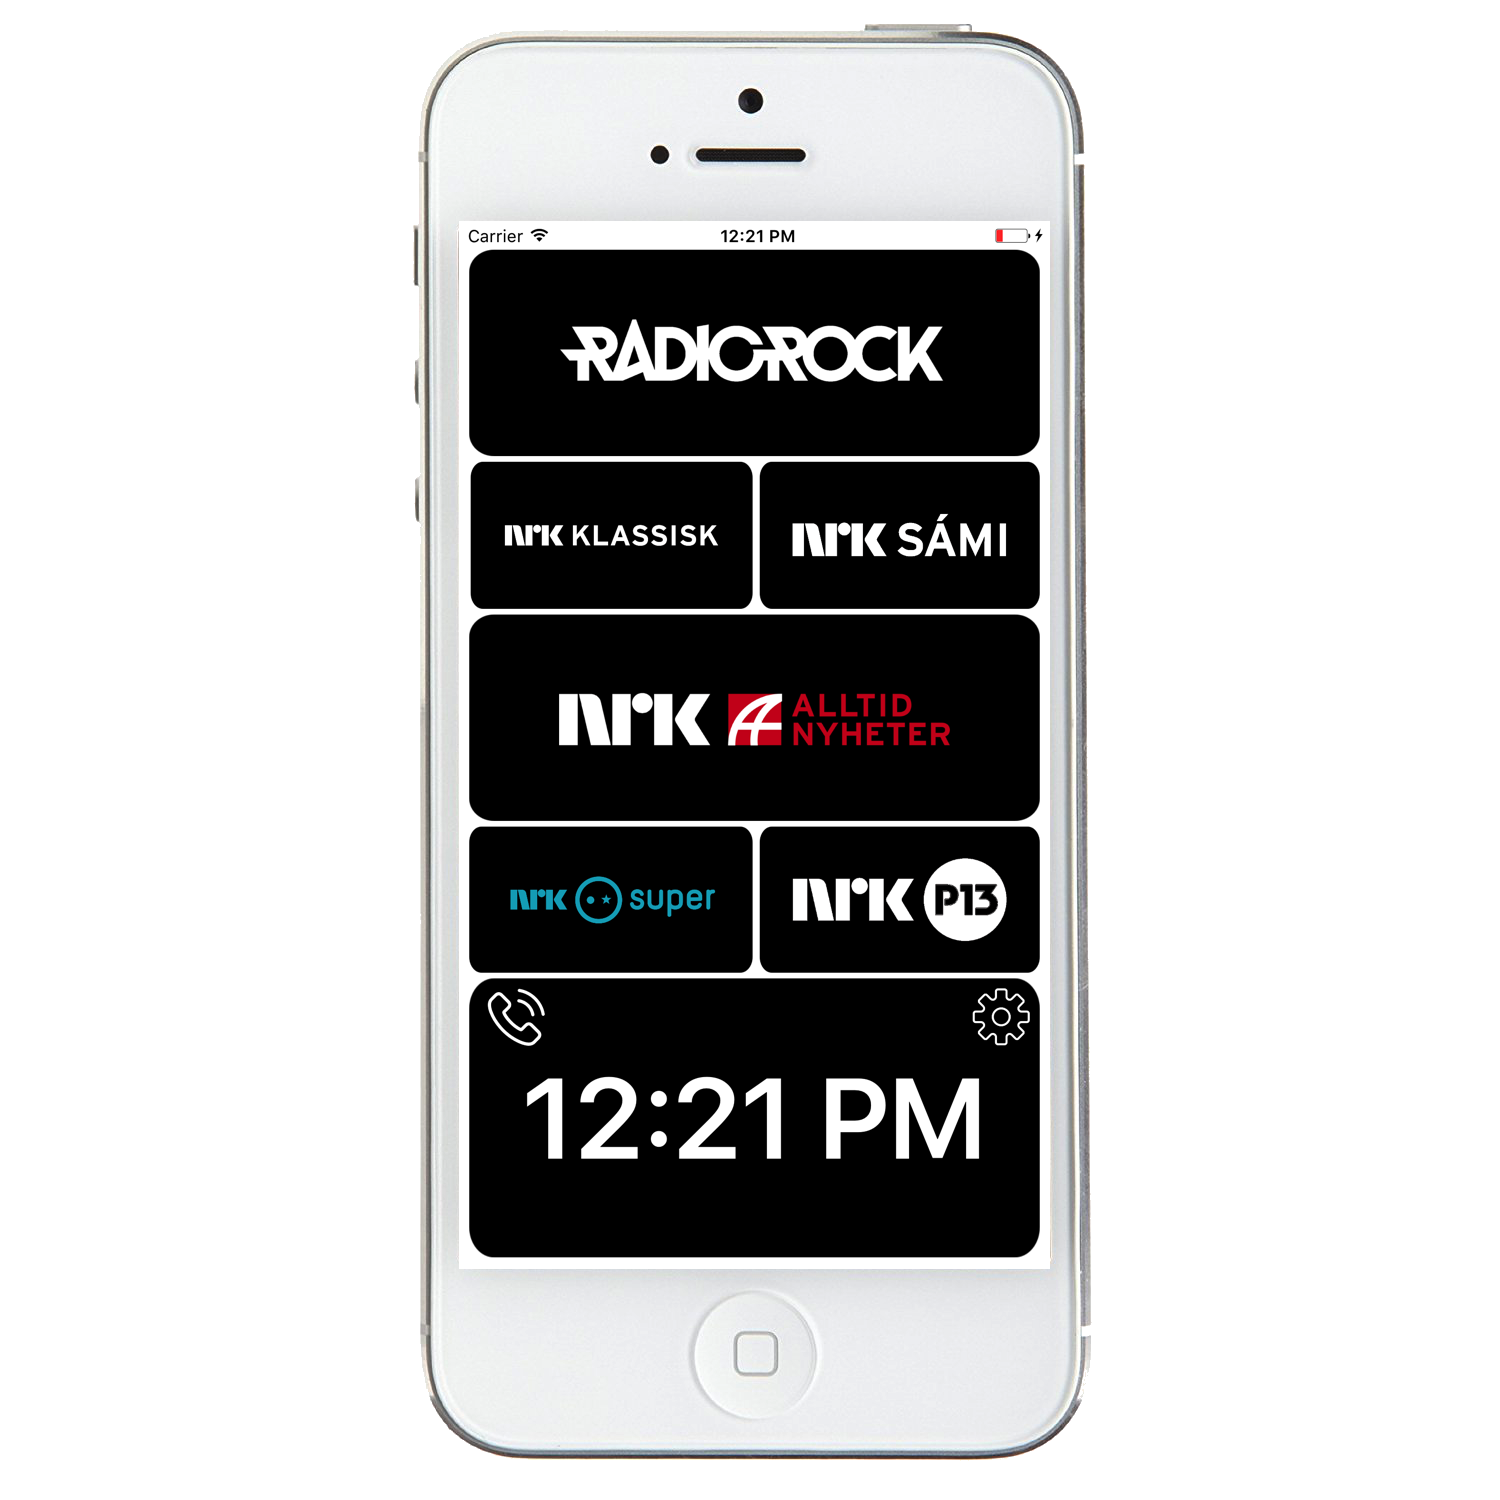 Carrier 12:21 PM
RADIOROCK
NRK KLASSISK
NRK SÁMI
NRK ALLTID
NYHETER
NRK super
NRK P13
12:21 PM